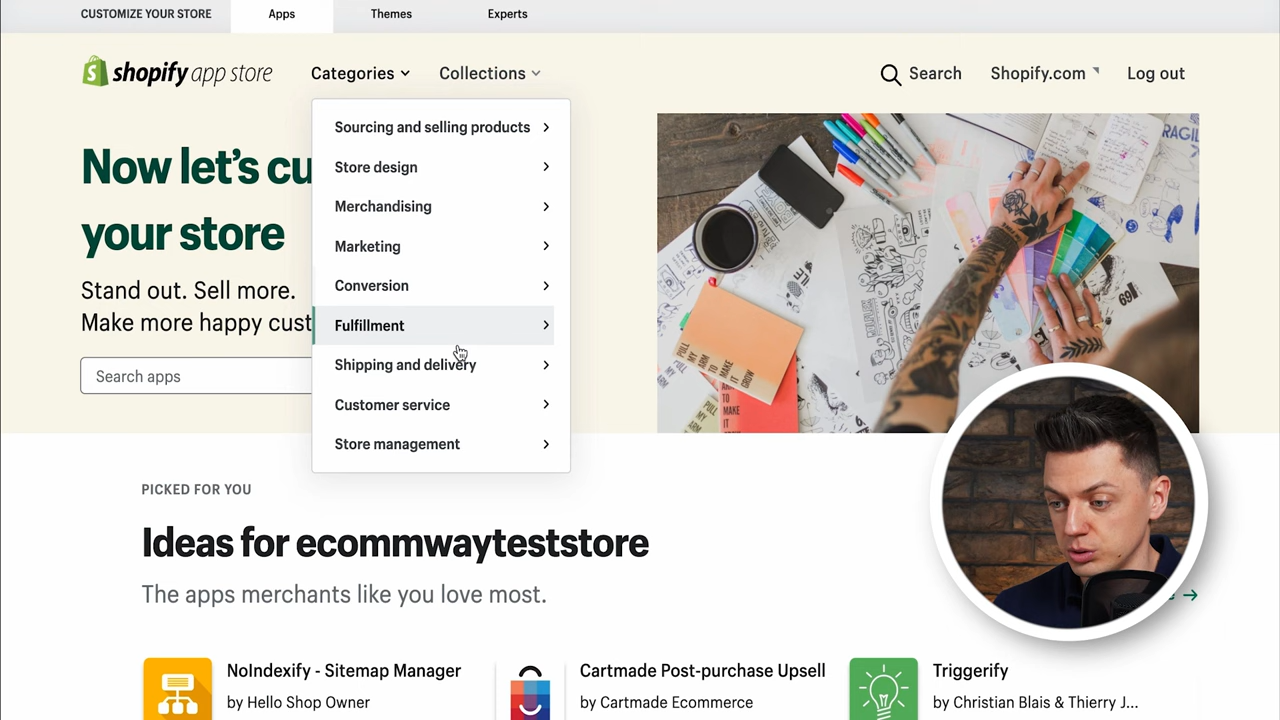 CUSTOMIZE YOUR STORE
Apps
Themes
Experts
shopify app store
Categories
Collections
Search
Shopify.com
Log out
Sourcing and selling products
Store design
Merchandising
Marketing
Conversion
Fulfillment
Shipping and delivery
Customer service
Store management
Now let's cu
your store
Stand out. Sell more.
Make more happy cust
Search apps
PICKED FOR YOU
Ideas for ecommwayteststore
The apps merchants like you love most.
NoIndexify - Sitemap Manager
by Hello Shop Owner
Cartmade Post-purchase Upsell
by Cartmade Ecommerce
Triggerify
by Christian Blais & Thierry J...